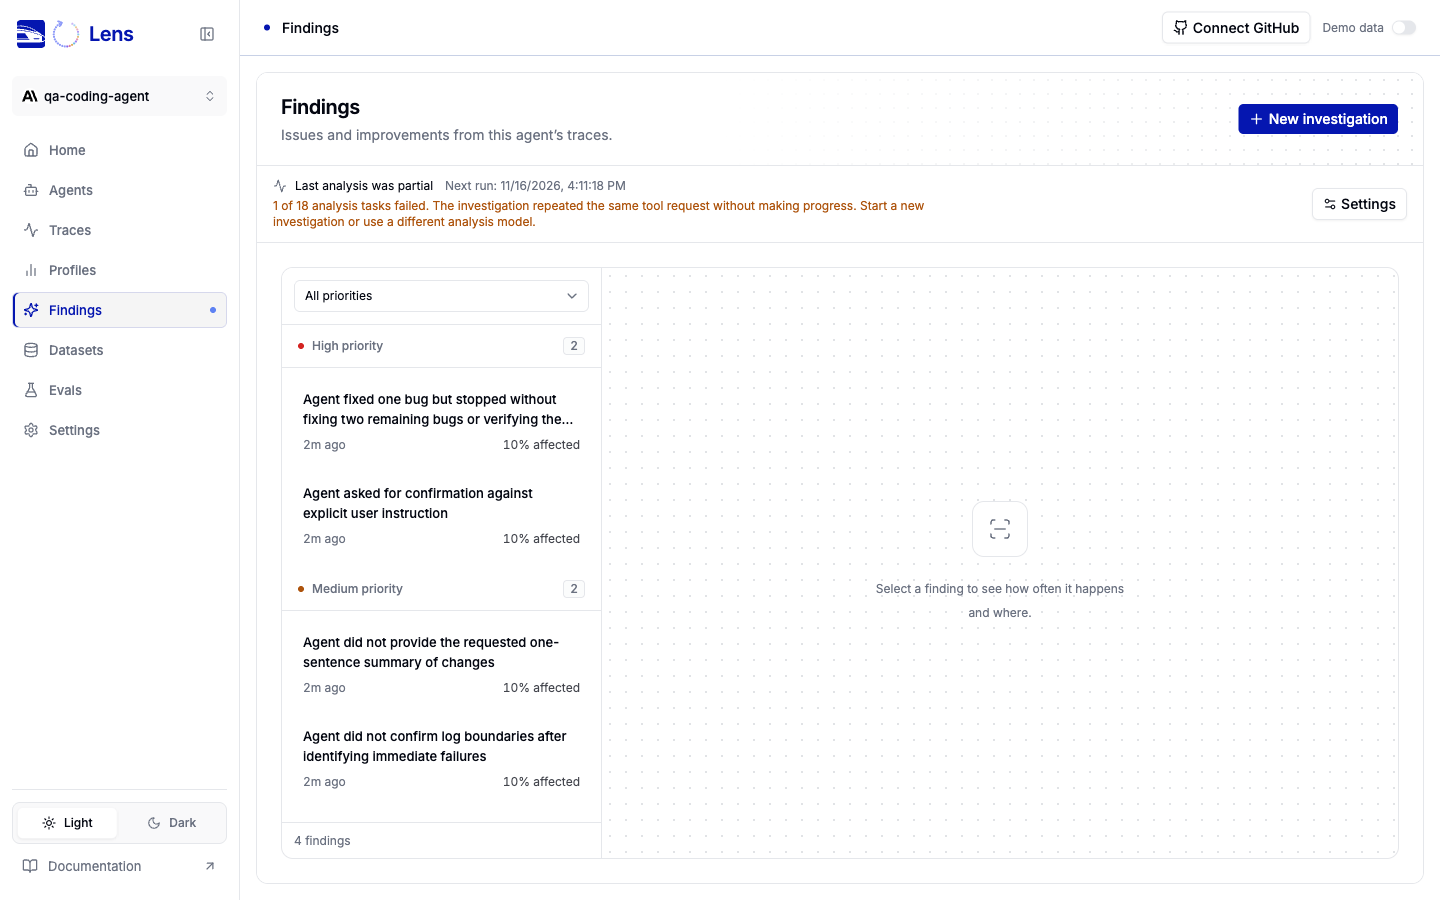 Lens
qa-coding-agent
Home
Agents
Traces
Profiles
Findings
Datasets
Evals
Settings
Light
Dark
Documentation
Findings
Connect GitHub
Demo data
Findings
Issues and improvements from this agent’s traces.
New investigation
Last analysis was partial
Next run: 11/16/2026, 4:11:18 PM
1 of 18 analysis tasks failed. The investigation repeated the same tool request without making progress. Start a new
investigation or use a different analysis model.
Settings
All priorities
High priority
2
Agent fixed one bug but stopped without
fixing two remaining bugs or verifying the...
2m ago
10% affected
Agent asked for confirmation against
explicit user instruction
2m ago
10% affected
Medium priority
2
Agent did not provide the requested one-
sentence summary of changes
2m ago
10% affected
Agent did not confirm log boundaries after
identifying immediate failures
2m ago
10% affected
4 findings
Select a finding to see how often it happens
and where.